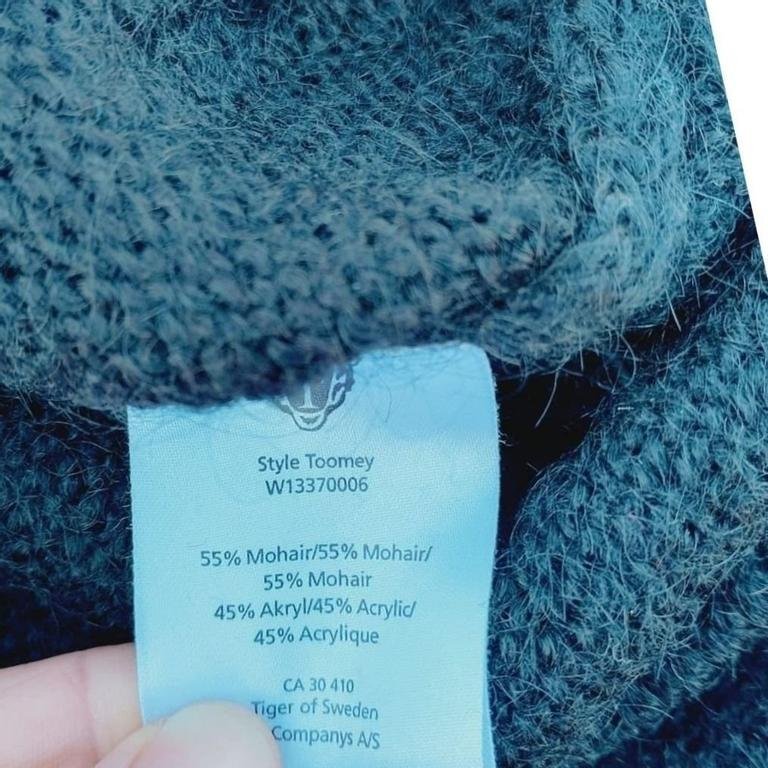 Style Toomey
W13370006
55% Mohair/55% Mohair/
55% Mohair
45% Akryl/45% Acrylic/
45% Acrylique
CA 30 410
Tiger of Sweden
Companys A/S